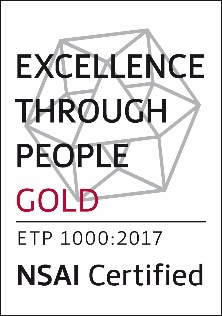 EXCELLENCE
THROUGH
PEOPLE
GOLD
ETP 1000:2017
NSAI Certified